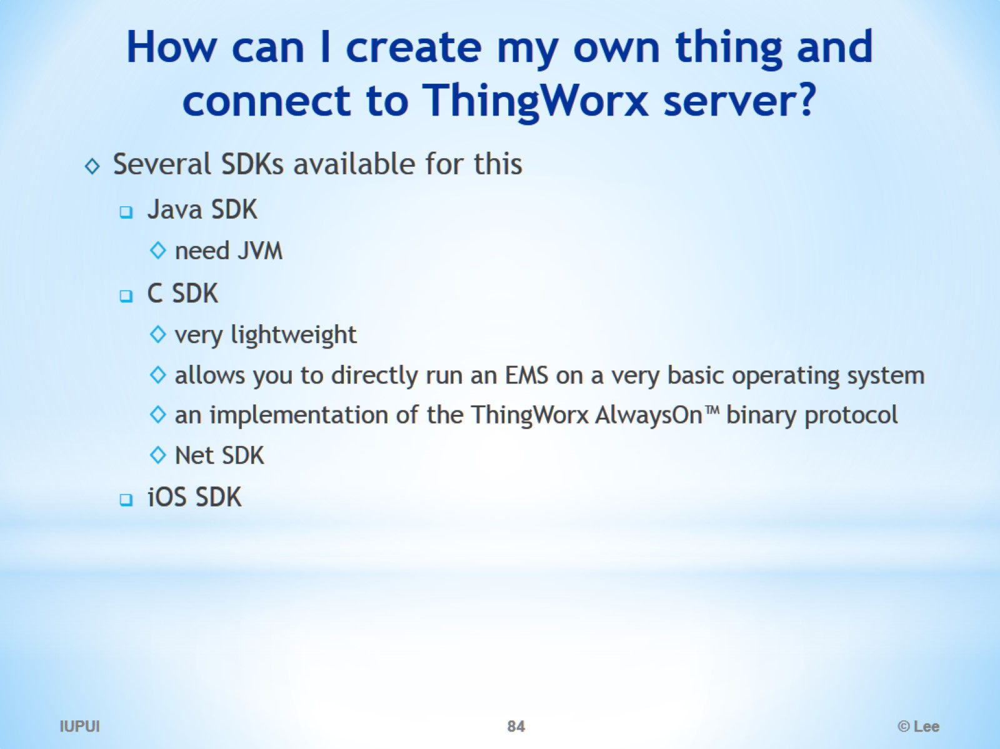 How can I create my own thing and
connect to ThingWorx server?
◇ Several SDKs available for this
❑ Java SDK
◇ need JVM
❑ C SDK
◇ very lightweight
◇ allows you to directly run an EMS on a very basic operating system
◇ an implementation of the ThingWorx AlwaysOn™ binary protocol
◇ Net SDK
❑ iOS SDK
IUPUI 84 © Lee